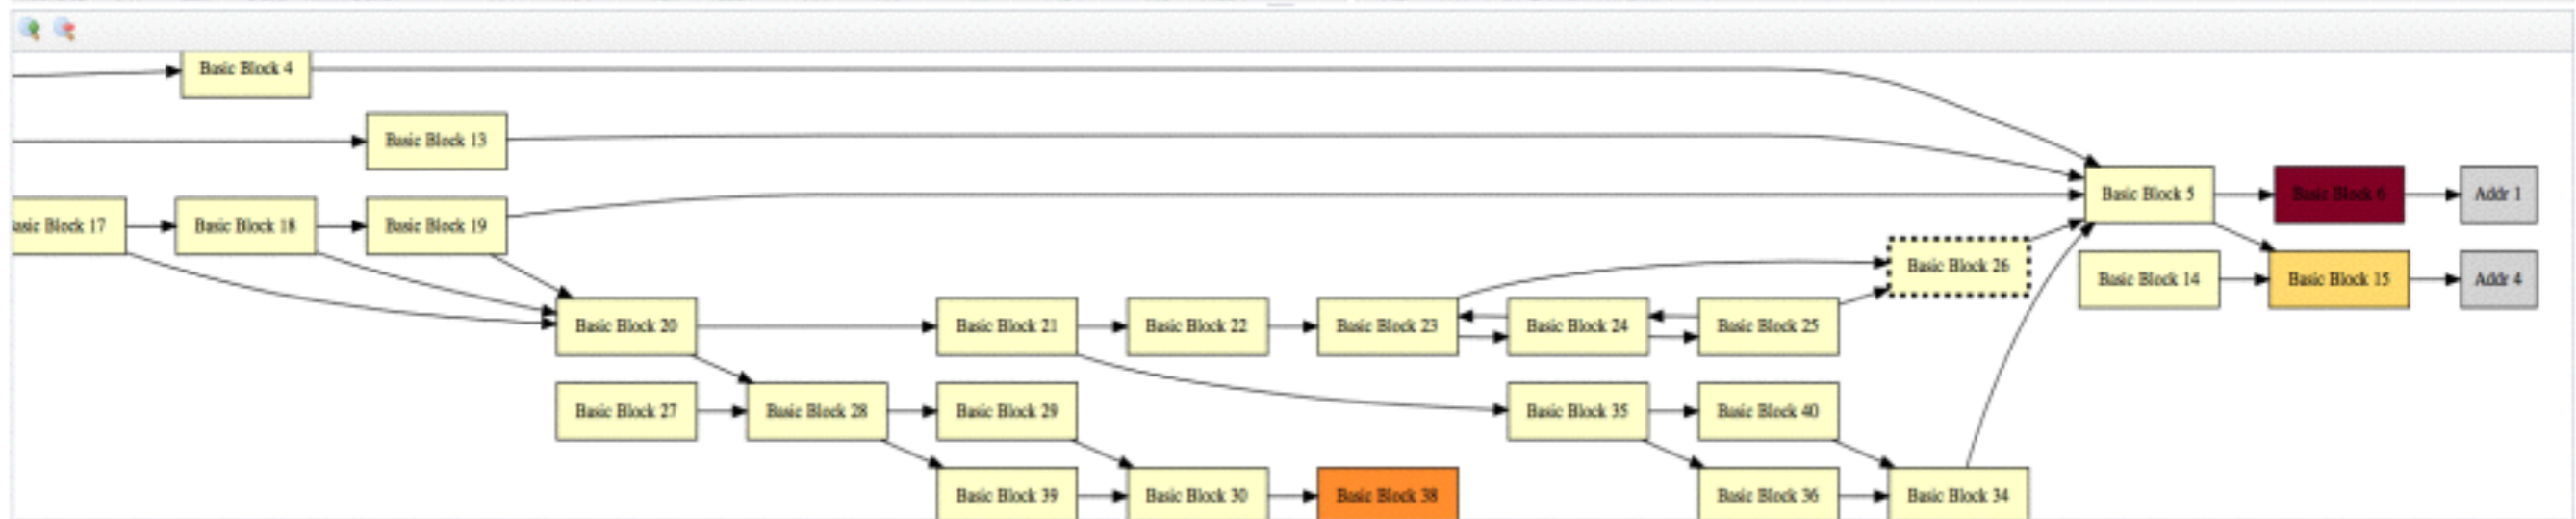 Basic Block 4
Basic Block 13
Basic Block 5
Basic Block 6
Addr 1
Basic Block 17
Basic Block 18
Basic Block 19
Basic Block 26
Basic Block 14
Basic Block 15
Addr 4
Basic Block 20
Basic Block 21
Basic Block 22
Basic Block 23
Basic Block 24
Basic Block 25
Basic Block 27
Basic Block 28
Basic Block 29
Basic Block 35
Basic Block 40
Basic Block 39
Basic Block 30
Basic Block 38
Basic Block 36
Basic Block 34